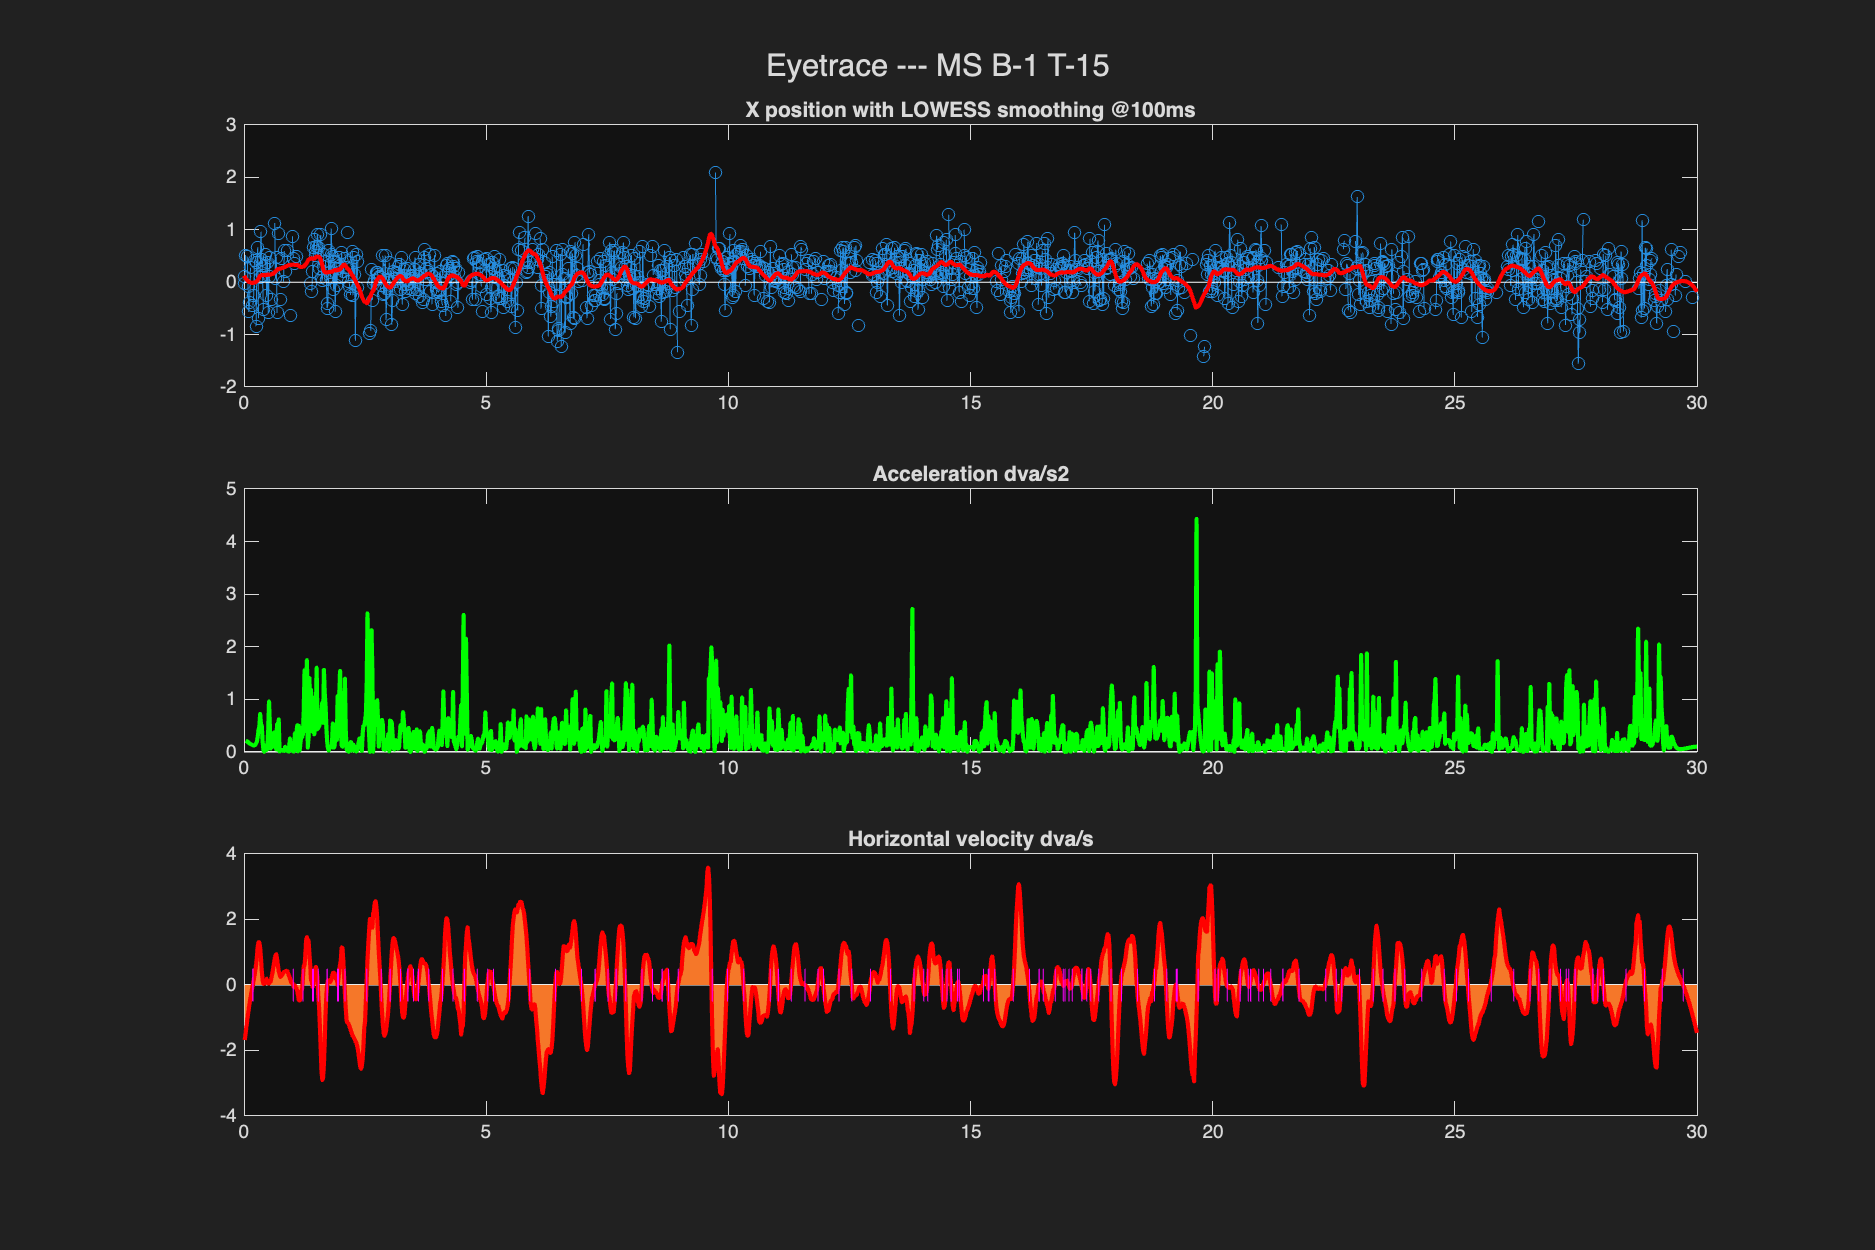 Eyetrace --- MS B-1 T-15
X position with LOWESS smoothing @100ms
3
2
1
0
-1
-2
0 5 10 15 20 25 30
Acceleration dva/s2
5
4
3
2
1
0
0 5 10 15 20 25 30
Horizontal velocity dva/s
4
2
0
-2
-4
0 5 10 15 20 25 30